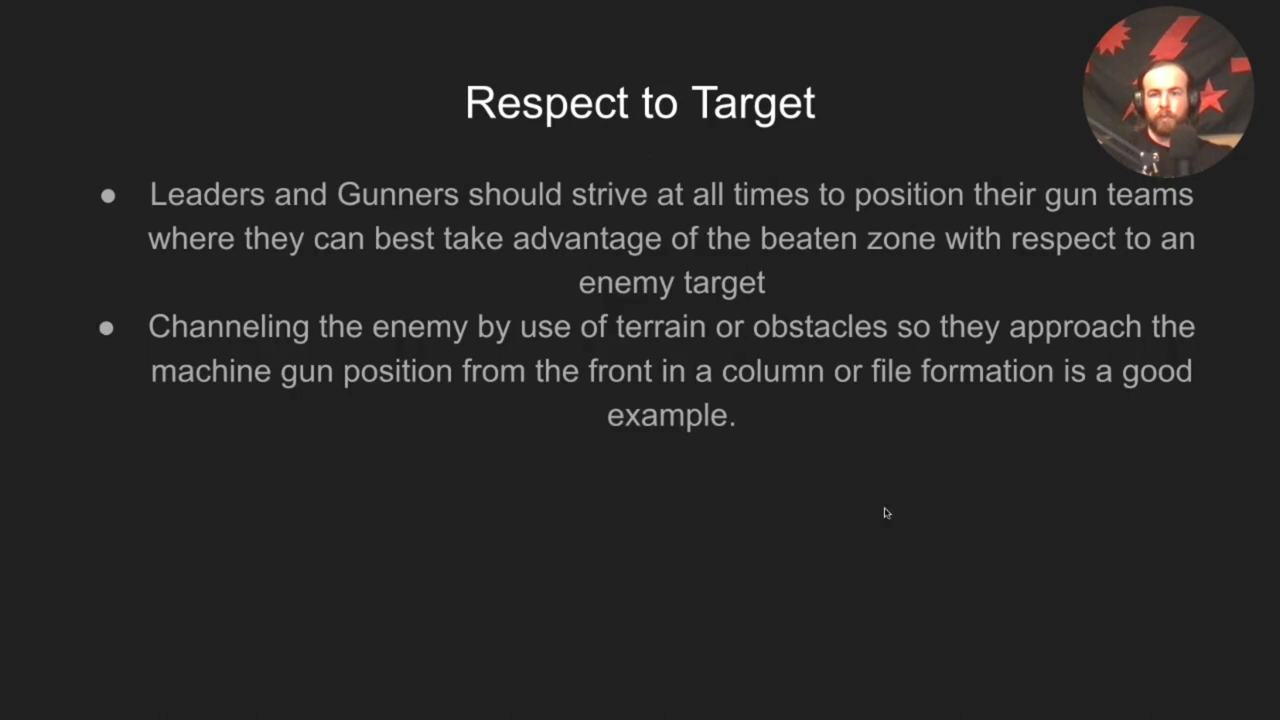 Respect to Target
● Leaders and Gunners should strive at all times to position their gun teams
where they can best take advantage of the beaten zone with respect to an
enemy target
● Channeling the enemy by use of terrain or obstacles so they approach the
machine gun position from the front in a column or file formation is a good
example.